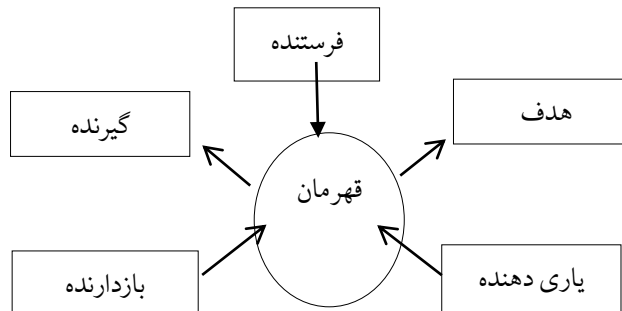 فرستنده
هدف
گیرنده
قهرمان
یاری دهنده
بازدارنده